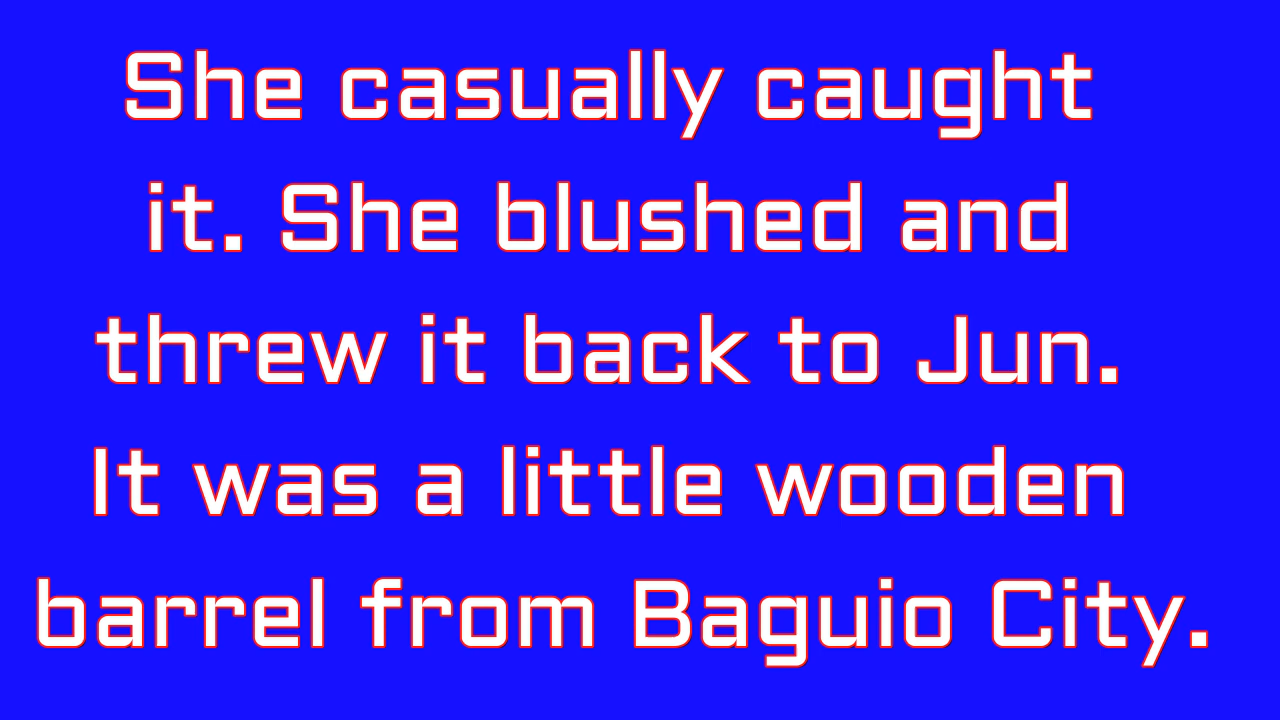 She casually caught
it. She blushed and
threw it back to Jun.
It was a little wooden
barrel from Baguio City.